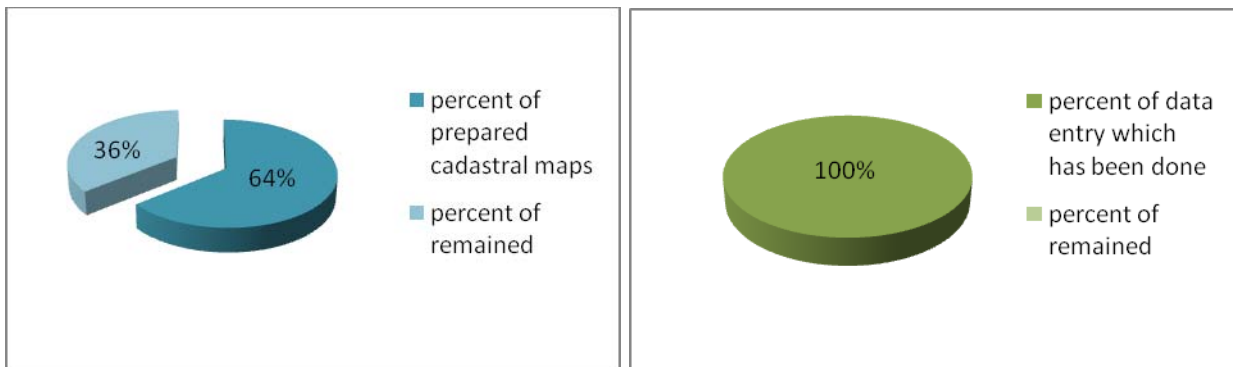 36%
64%
percent of
prepared
cadastral maps
percent of
remained
100%
percent of data
entry which
has been done
percent of
remained